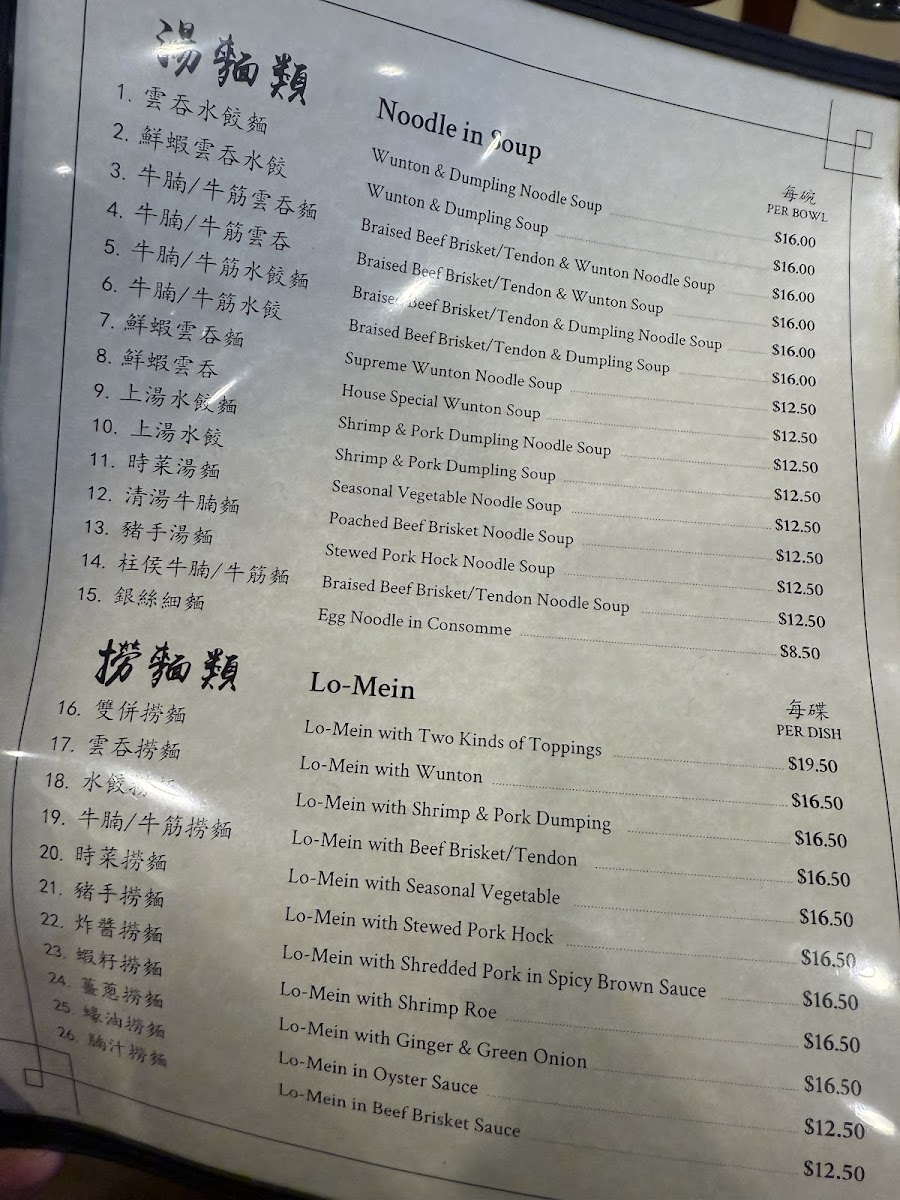 湯麵類 Noodle in Soup
每碗
PER BOWL
1. 雲吞水餃麵 Wunton & Dumpling Noodle Soup $16.00
2. 鮮蝦雲吞水餃 Wunton & Dumpling Soup $16.00
3. 牛腩/牛筋雲吞麵 Braised Beef Brisket/Tendon & Wunton Noodle Soup $16.00
4. 牛腩/牛筋雲吞 Braised Beef Brisket/Tendon & Wunton Soup $16.00
5. 牛腩/牛筋水餃麵 Braised Beef Brisket/Tendon & Dumpling Noodle Soup $16.00
6. 牛腩/牛筋水餃 Braised Beef Brisket/Tendon & Dumpling Soup $16.00
7. 鮮蝦雲吞麵 Supreme Wunton Noodle Soup $12.50
8. 鮮蝦雲吞 House Special Wunton Soup $12.50
9. 上湯水餃麵 Shrimp & Pork Dumpling Noodle Soup $12.50
10. 上湯水餃 Shrimp & Pork Dumpling Soup $12.50
11. 時菜湯麵 Seasonal Vegetable Noodle Soup $12.50
12. 清湯牛腩麵 Poached Beef Brisket Noodle Soup $12.50
13. 豬手湯麵 Stewed Pork Hock Noodle Soup $12.50
14. 柱侯牛腩/牛筋麵 Braised Beef Brisket/Tendon Noodle Soup $12.50
15. 銀絲細麵 Egg Noodle in Consomme $8.50
撈麵類 Lo-Mein
每碟
PER DISH
16. 雙併撈麵 Lo-Mein with Two Kinds of Toppings $19.50
17. 雲吞撈麵 Lo-Mein with Wunton $16.50
18. 水餃撈麵 Lo-Mein with Shrimp & Pork Dumping $16.50
19. 牛腩/牛筋撈麵 Lo-Mein with Beef Brisket/Tendon $16.50
20. 時菜撈麵 Lo-Mein with Seasonal Vegetable $16.50
21. 豬手撈麵 Lo-Mein with Stewed Pork Hock $16.50
22. 炸醬撈麵 Lo-Mein with Shredded Pork in Spicy Brown Sauce $16.50
23. 蝦籽撈麵 Lo-Mein with Shrimp Roe $16.50
24. 薑蔥撈麵 Lo-Mein with Ginger & Green Onion $16.50
25. 蠔油撈麵 Lo-Mein in Oyster Sauce $12.50
26. 腩汁撈麵 Lo-Mein in Beef Brisket Sauce $12.50